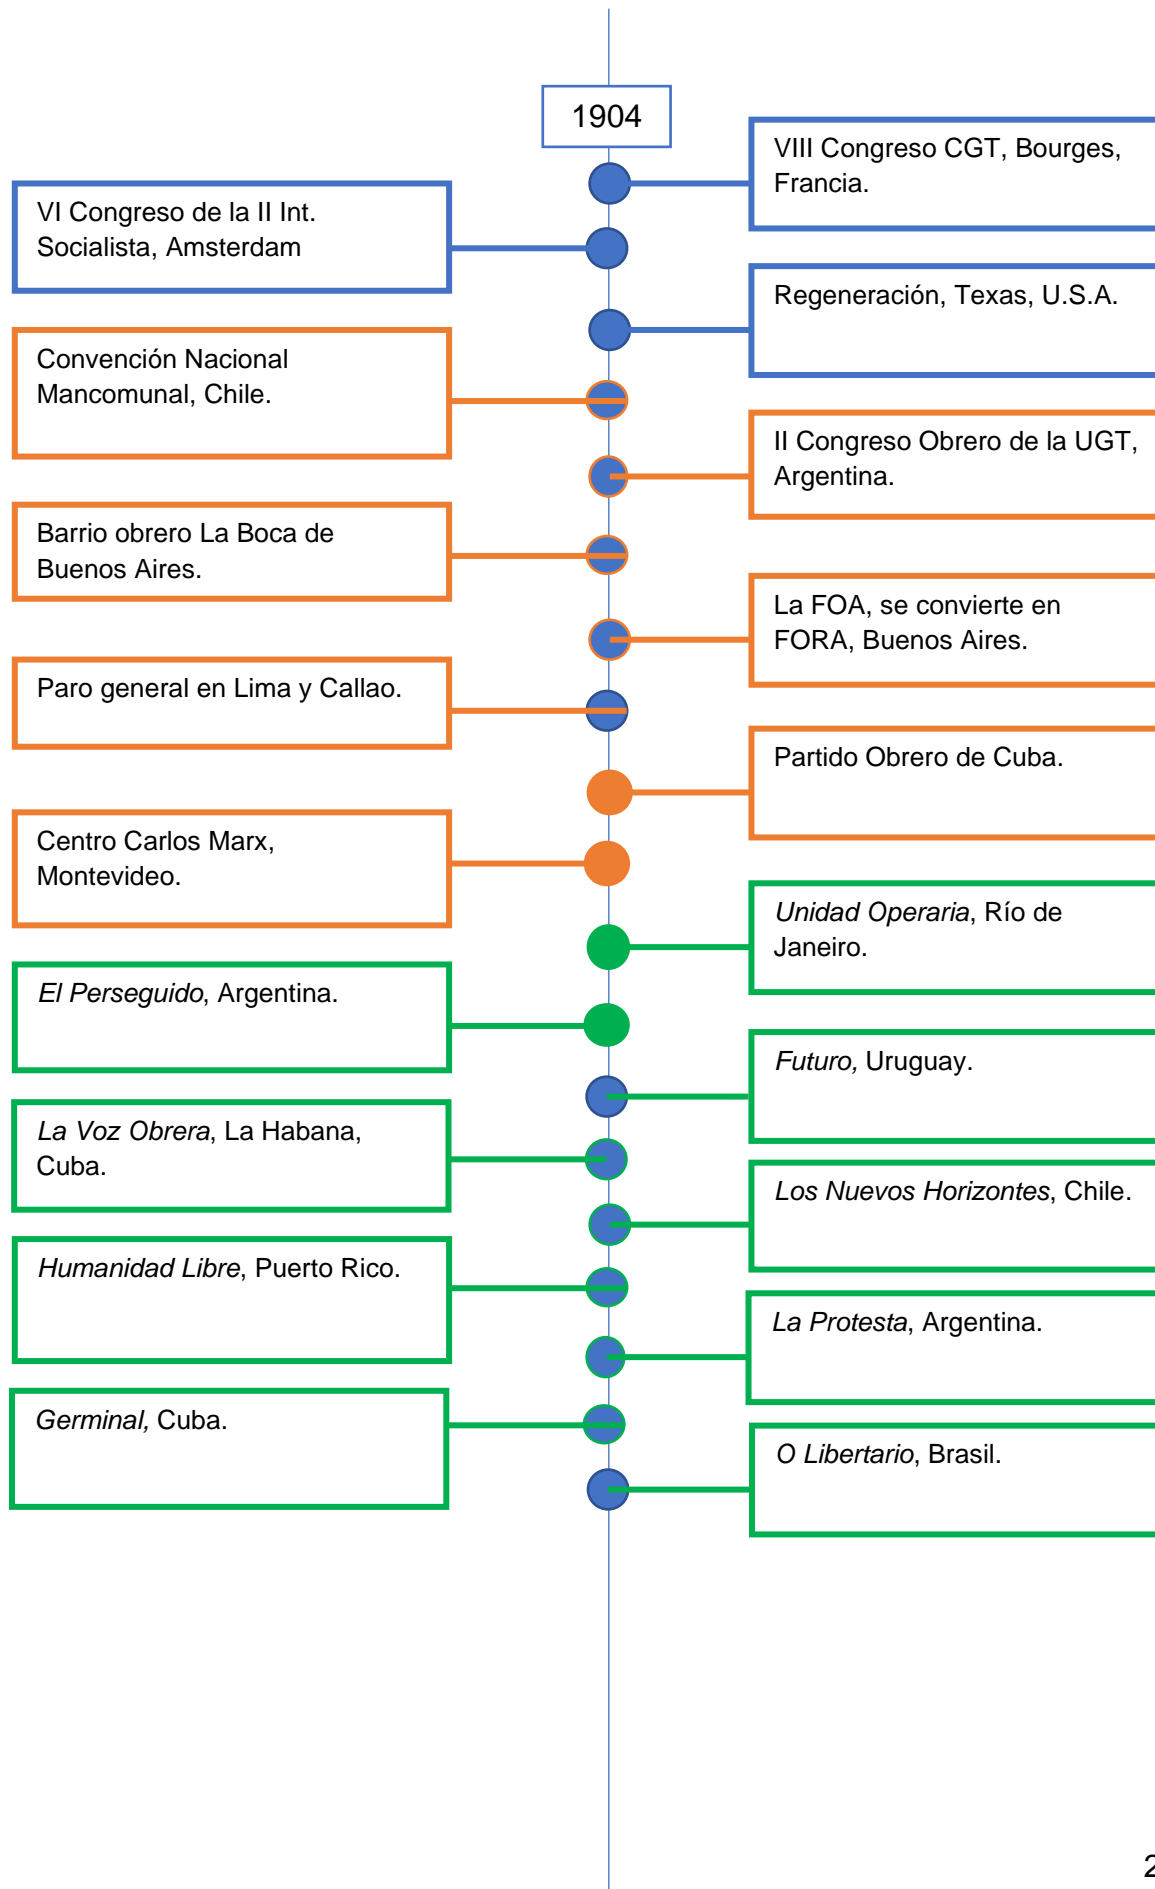 1904
VIII Congreso CGT, Bourges,
Francia.
VI Congreso de la II Int.
Socialista, Amsterdam
Regeneración, Texas, U.S.A.
Convención Nacional
Mancomunal, Chile.
II Congreso Obrero de la UGT,
Argentina.
Barrio obrero La Boca de
Buenos Aires.
La FOA, se convierte en
FORA, Buenos Aires.
Paro general en Lima y Callao.
Partido Obrero de Cuba.
Centro Carlos Marx,
Montevideo.
Unidad Operaria, Río de
Janeiro.
El Perseguido, Argentina.
Futuro, Uruguay.
La Voz Obrera, La Habana,
Cuba.
Los Nuevos Horizontes, Chile.
Humanidad Libre, Puerto Rico.
La Protesta, Argentina.
Germinal, Cuba.
O Libertario, Brasil.
2